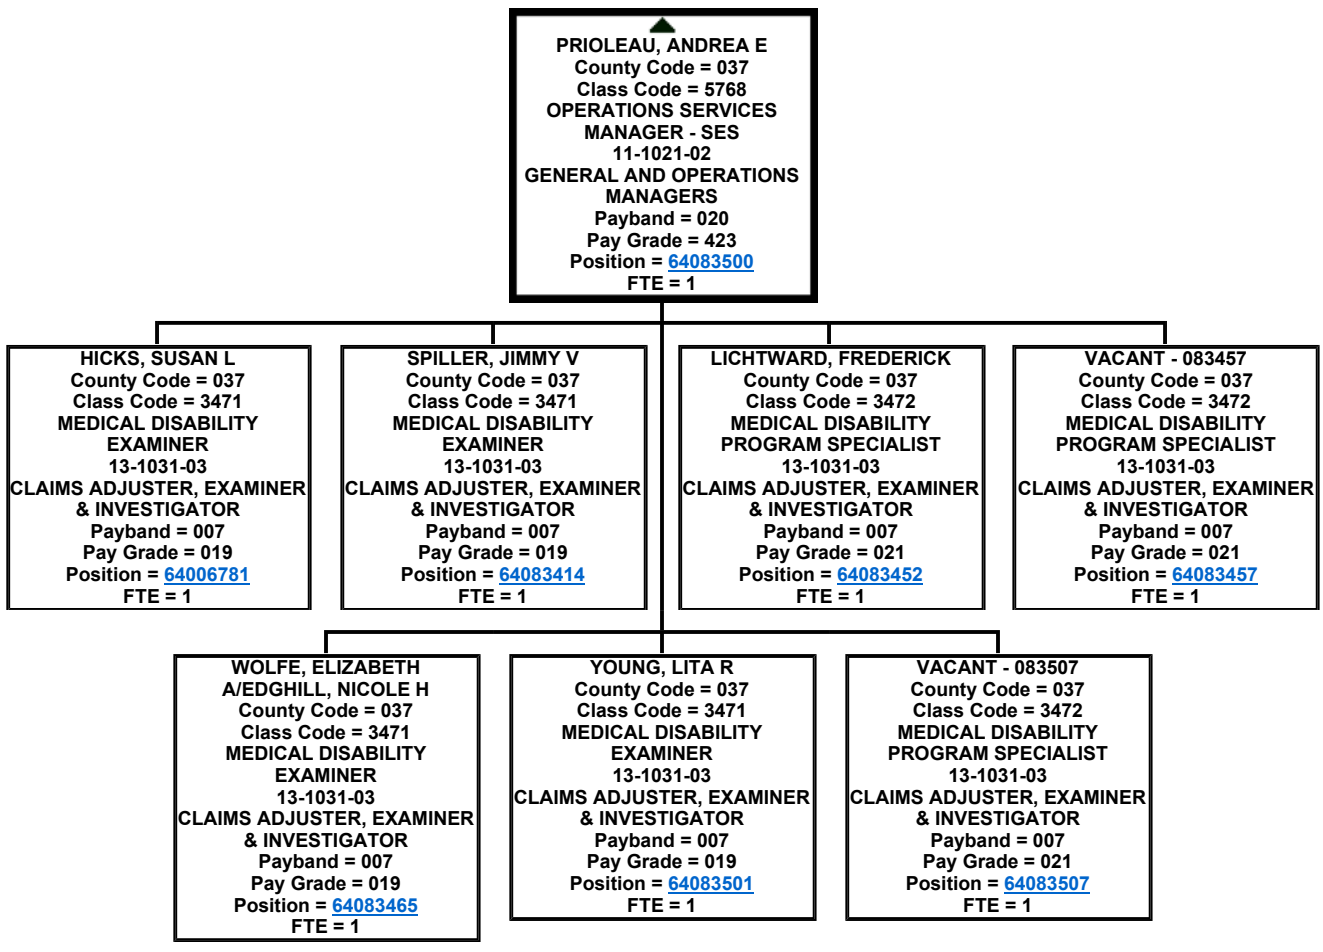 PRIOLEAU, ANDREA E
County Code = 037
Class Code = 5768
OPERATIONS SERVICES
MANAGER - SES
11-1021-02
GENERAL AND OPERATIONS
MANAGERS
Payband = 020
Pay Grade = 423
Position = 64083500
FTE = 1
HICKS, SUSAN L
County Code = 037
Class Code = 3471
MEDICAL DISABILITY
EXAMINER
13-1031-03
CLAIMS ADJUSTER, EXAMINER
& INVESTIGATOR
Payband = 007
Pay Grade = 019
Position = 64006781
FTE = 1
SPILLER, JIMMY V
County Code = 037
Class Code = 3471
MEDICAL DISABILITY
EXAMINER
13-1031-03
CLAIMS ADJUSTER, EXAMINER
& INVESTIGATOR
Payband = 007
Pay Grade = 019
Position = 64083414
FTE = 1
LICHTWARD, FREDERICK
County Code = 037
Class Code = 3472
MEDICAL DISABILITY
PROGRAM SPECIALIST
13-1031-03
CLAIMS ADJUSTER, EXAMINER
& INVESTIGATOR
Payband = 007
Pay Grade = 021
Position = 64083452
FTE = 1
VACANT - 083457
County Code = 037
Class Code = 3472
MEDICAL DISABILITY
PROGRAM SPECIALIST
13-1031-03
CLAIMS ADJUSTER, EXAMINER
& INVESTIGATOR
Payband = 007
Pay Grade = 021
Position = 64083457
FTE = 1
WOLFE, ELIZABETH
A/EDGHILL, NICOLE H
County Code = 037
Class Code = 3471
MEDICAL DISABILITY
EXAMINER
13-1031-03
CLAIMS ADJUSTER, EXAMINER
& INVESTIGATOR
Payband = 007
Pay Grade = 019
Position = 64083465
FTE = 1
YOUNG, LITA R
County Code = 037
Class Code = 3471
MEDICAL DISABILITY
EXAMINER
13-1031-03
CLAIMS ADJUSTER, EXAMINER
& INVESTIGATOR
Payband = 007
Pay Grade = 019
Position = 64083501
FTE = 1
VACANT - 083507
County Code = 037
Class Code = 3472
MEDICAL DISABILITY
PROGRAM SPECIALIST
13-1031-03
CLAIMS ADJUSTER, EXAMINER
& INVESTIGATOR
Payband = 007
Pay Grade = 021
Position = 64083507
FTE = 1